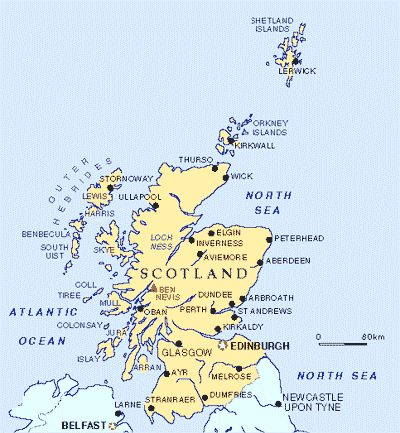 SHETLAND
ISLANDS
LERWICK
ORKNEY
ISLANDS
KIRKWALL
THURSO
WICK
OUTER
HEBRIDES
STORNOWAY
LEWIS
ULLAPOOL
HARRIS
NORTH
SEA
BENBECULA
SOUTH
UIST
SKYE
LOCH
NESS
ELGIN
INVERNESS
PETERHEAD
AVIEMORE
ABERDEEN
SCOTLAND
COLL
TIREE
BEN
NEVIS
MULL
DUNDEE
ARBROATH
ATLANTIC
OCEAN
OBAN
PERTH
ST ANDREWS
COLONSAY
JURA
KIRKALDY
ISLAY
GLASGOW
EDINBURGH
0 80km
ARRAN
AYR
MELROSE
NORTH SEA
LARNE
STRANRAER
DUMFRIES
NEWCASTLE
UPON TYNE
BELFAST